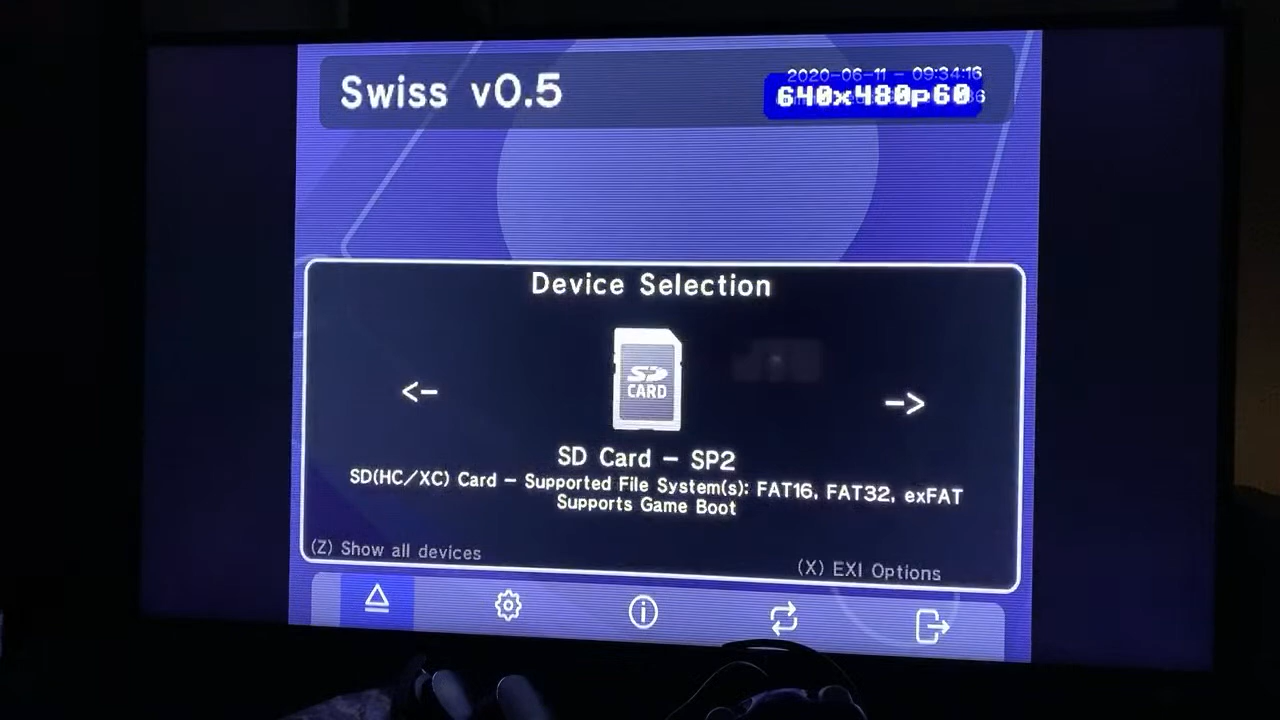 Swiss v0.5
2020-06-11 - 09:34:16
640x480p60
Device Selection
<-
SD
CARD
->
SD Card - SP2
SD(HC/XC) Card - Supported File System(s): FAT16, FAT32, exFAT
Supports Game Boot
(Z) Show all devices
(X) EXI Options